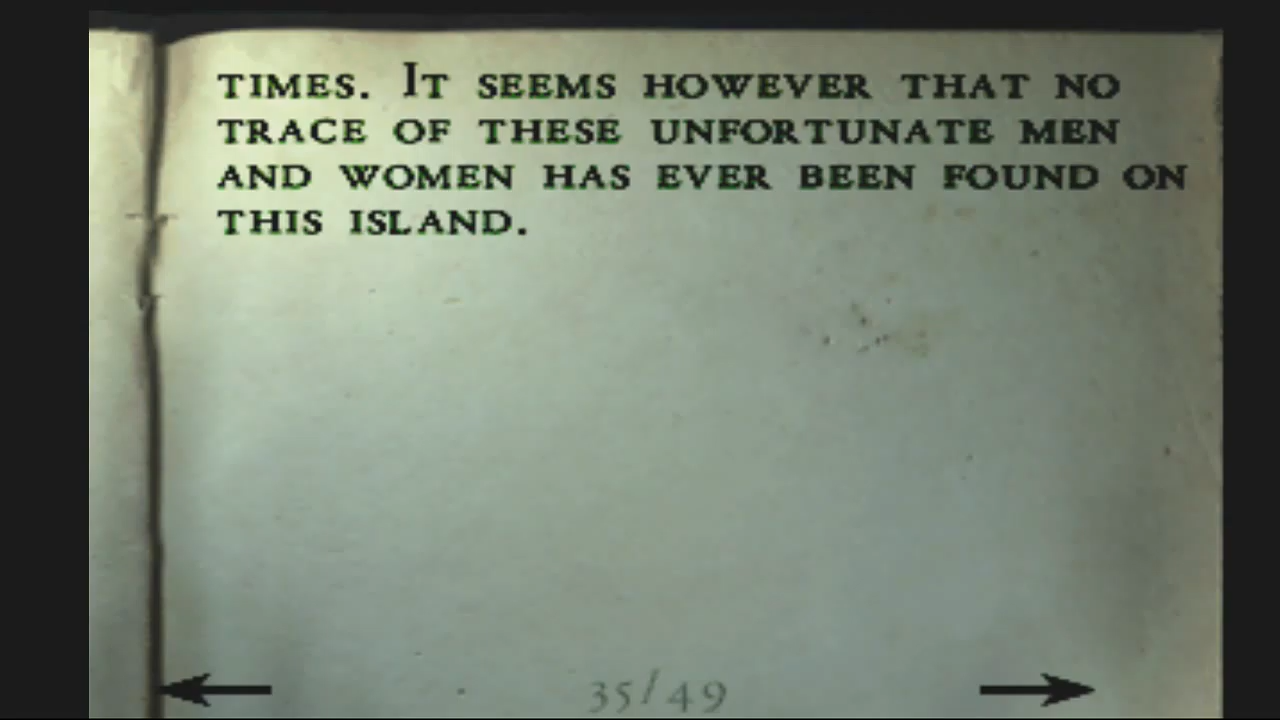 TIMES. IT SEEMS HOWEVER THAT NO
TRACE OF THESE UNFORTUNATE MEN
AND WOMEN HAS EVER BEEN FOUND ON
THIS ISLAND.
35/49